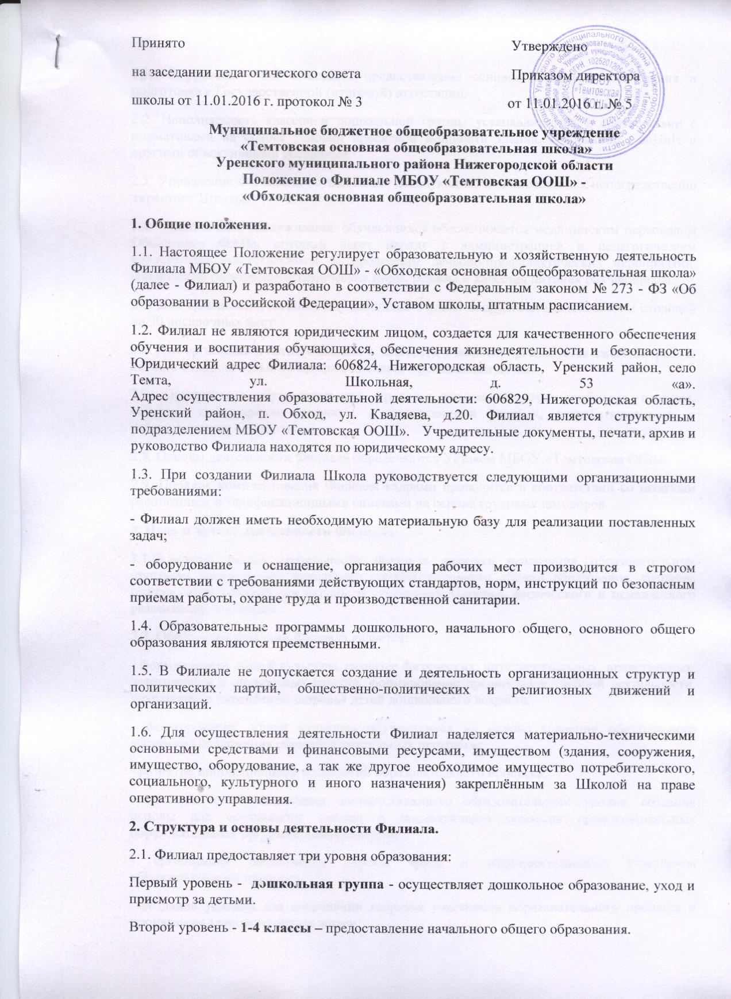 Принято
Утверждено
на заседании педагогического совета
Приказом директора
школы от 11.01.2016 г. протокол № 3
от 11.01.2016 г. № 5
МБОУ
«Темтовская
ООШ»
Муниципальное бюджетное общеобразовательное учреждение
«Темтовская основная общеобразовательная школа»
Уренского муниципального района Нижегородской области
Положение о Филиале МБОУ «Темтовская ООШ» -
«Обходская основная общеобразовательная школа»
1. Общие положения.
1.1. Настоящее Положение регулирует образовательную и хозяйственную деятельность
Филиала МБОУ «Темтовская ООШ» - «Обходская основная общеобразовательная школа»
(далее - Филиал) и разработано в соответствии с Федеральным законом № 273 - ФЗ «Об
образовании в Российской Федерации», Уставом школы, штатным расписанием.
1.2. Филиал не являются юридическим лицом, создается для качественного обеспечения
обучения и воспитания обучающихся, обеспечения жизнедеятельности и безопасности.
Юридический адрес Филиала: 606824, Нижегородская область, Уренский район, село
Темта, ул. Школьная, д. 53 «а».
Адрес осуществления образовательной деятельности: 606829, Нижегородская область,
Уренский район, п. Обход, ул. Квадяева, д.20. Филиал является структурным
подразделением МБОУ «Темтовская ООШ». Учредительные документы, печати, архив и
руководство Филиала находятся по юридическому адресу.
1.3. При создании Филиала Школа руководствуется следующими организационными
требованиями:
- Филиал должен иметь необходимую материальную базу для реализации поставленных
задач;
- оборудование и оснащение, организация рабочих мест производится в строгом
соответствии с требованиями действующих стандартов, норм, инструкций по безопасным
приемам работы, охране труда и производственной санитарии.
1.4. Образовательные программы дошкольного, начального общего, основного общего
образования являются преемственными.
1.5. В Филиале не допускается создание и деятельность организационных структур и
политических партий, общественно-политических и религиозных движений и
организаций.
1.6. Для осуществления деятельности Филиал наделяется материально-техническими
основными средствами и финансовыми ресурсами, имуществом (здания, сооружения,
имущество, оборудование, а так же другое необходимое имущество потребительского,
социального, культурного и иного назначения) закреплённым за Школой на праве
оперативного управления.
2. Структура и основы деятельности Филиала.
2.1. Филиал предоставляет три уровня образования:
Первый уровень - дошкольная группа - осуществляет дошкольное образование, уход и
присмотр за детьми.
Второй уровень - 1-4 классы – предоставление начального общего образования.